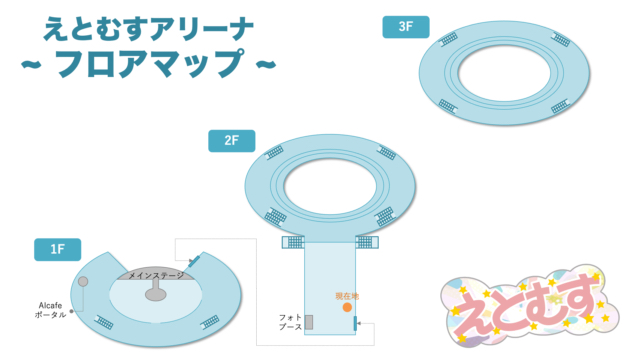 えとむすアリーナ
~ フロアマップ ~
3F
2F
1F
メインステージ
AIcafe
ポータル
現在地
フォト
ブース
えとむす